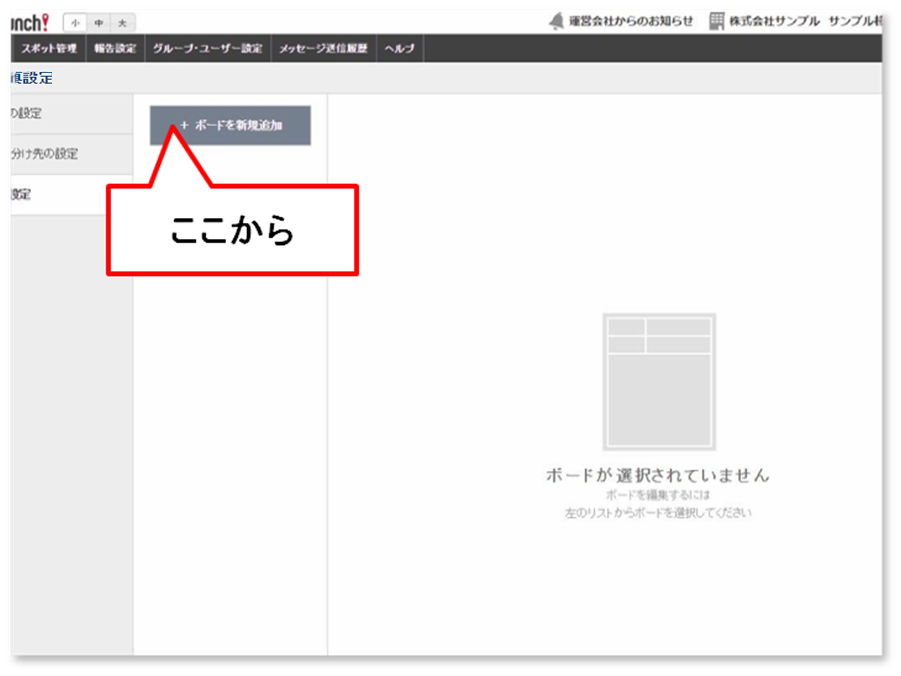 unch!
小 中 大
運営会社からのお知らせ
株式会社サンプル サンプル
スポット管理 報告設定 グループ・ユーザー設定 メッセージ送信履歴 ヘルプ
設定
の設定
分け先の設定
設定
+ ボードを新規追加
ここから
ボードが選択されていません
ボードを編集するには
左のリストからボードを選択してください